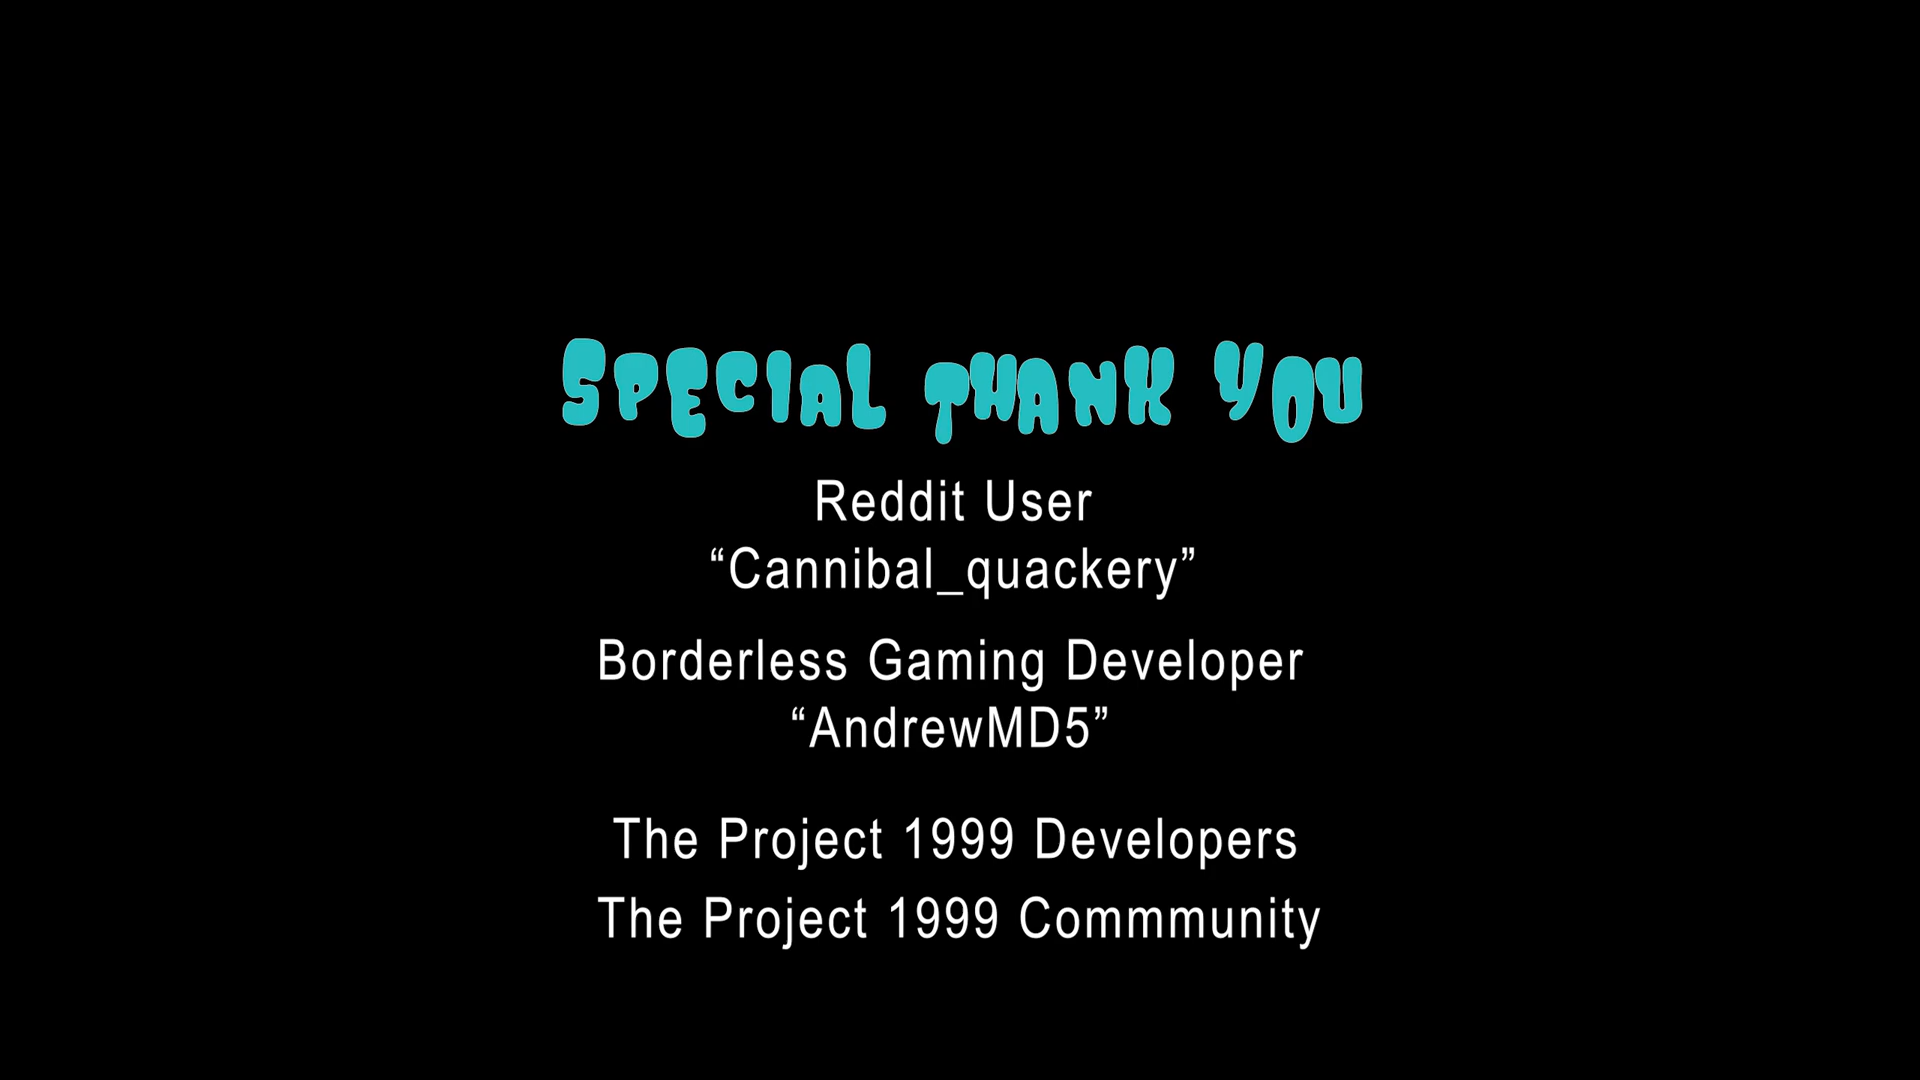 SPECIAL THANK YOU
Reddit User
“Cannibal_quackery”
Borderless Gaming Developer
“AndrewMD5”
The Project 1999 Developers
The Project 1999 Commmunity